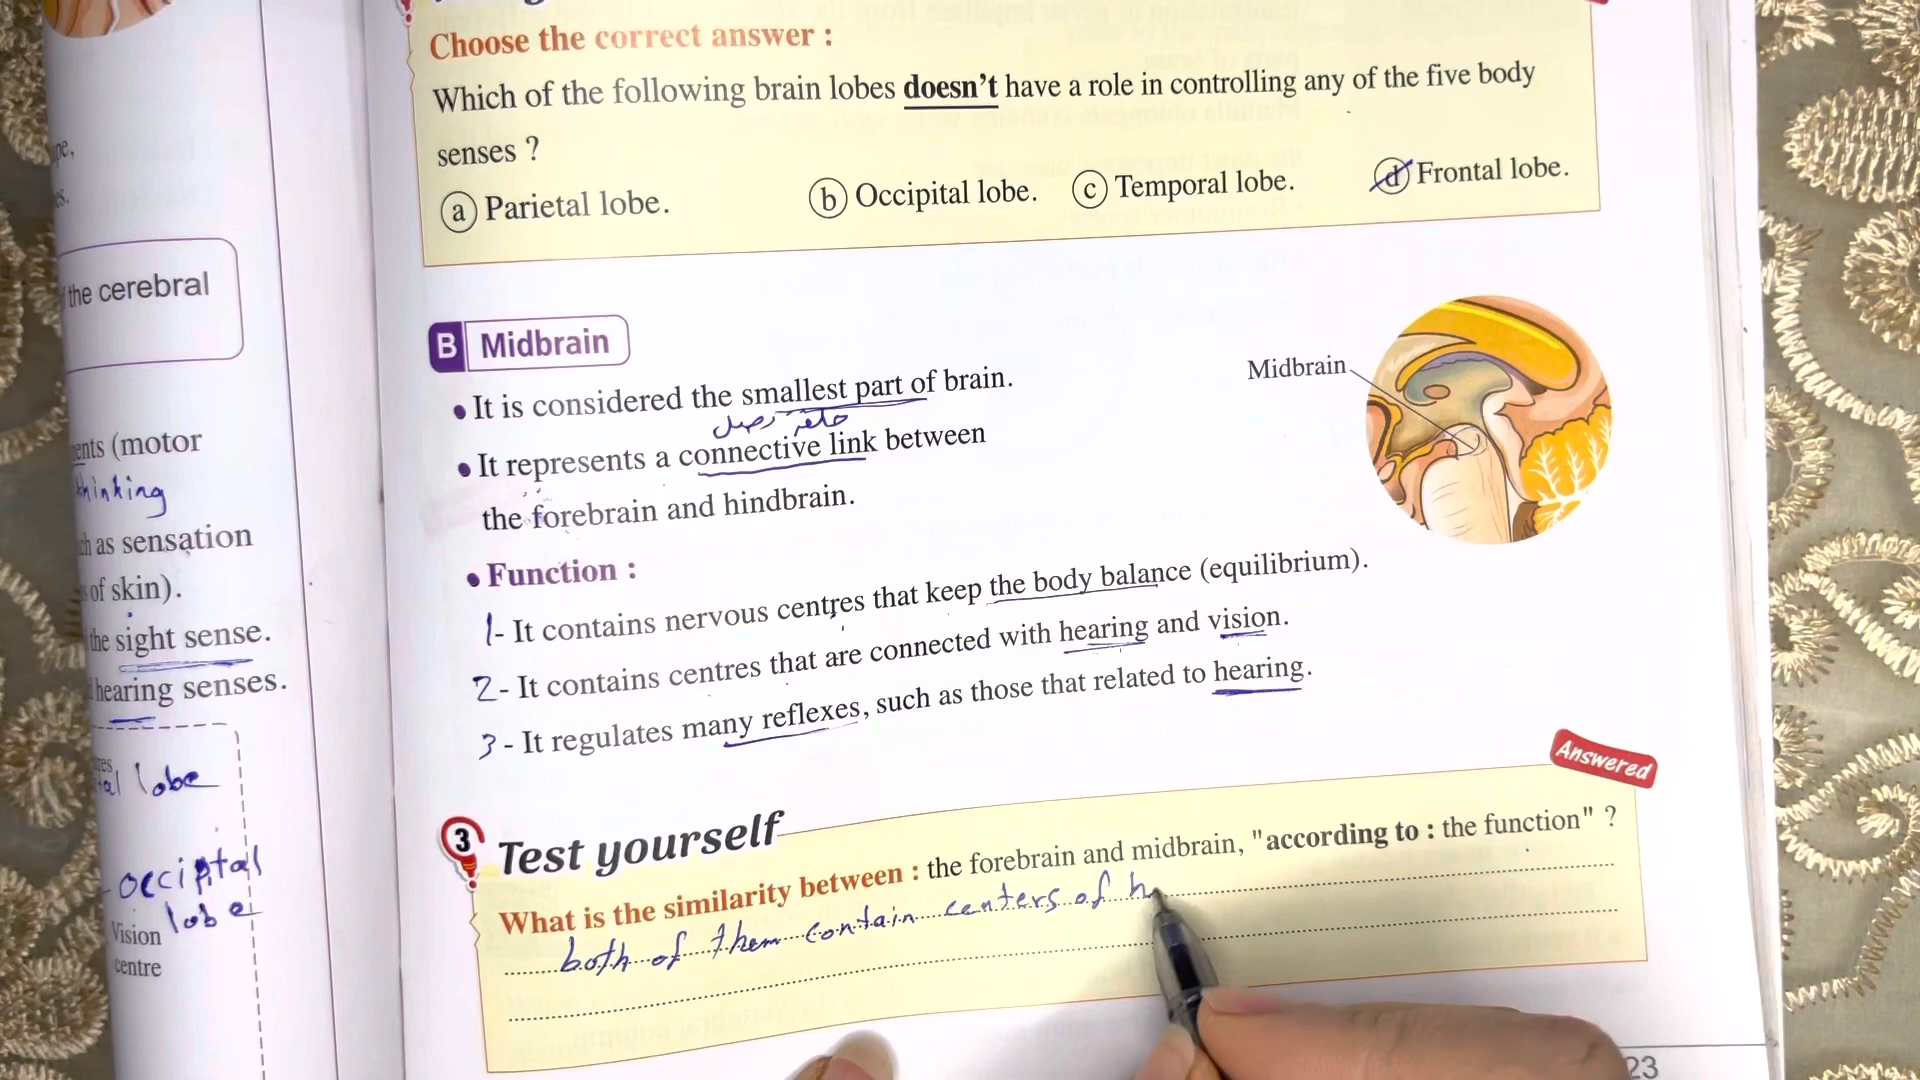 Choose the correct answer :
Which of the following brain lobes doesn't have a role in controlling any of the five body
senses ?
a Parietal lobe.
b Occipital lobe.
c Temporal lobe.
d Frontal lobe.
the cerebral
(motor
thinking
as sensation
of skin).
the sight sense.
hearing senses.
lobe
occiptal
lobe
Vision
centre
B Midbrain
• It is considered the smallest part of brain.
• It represents a connective link between
the forebrain and hindbrain.
Midbrain
• Function :
1- It contains nervous centres that keep the body balance (equilibrium).
2- It contains centres that are connected with hearing and vision.
3- It regulates many reflexes, such as those that related to hearing.
Answered
3 Test yourself
What is the similarity between : the forebrain and midbrain, "according to : the function" ?
both of them contain centers of h
23